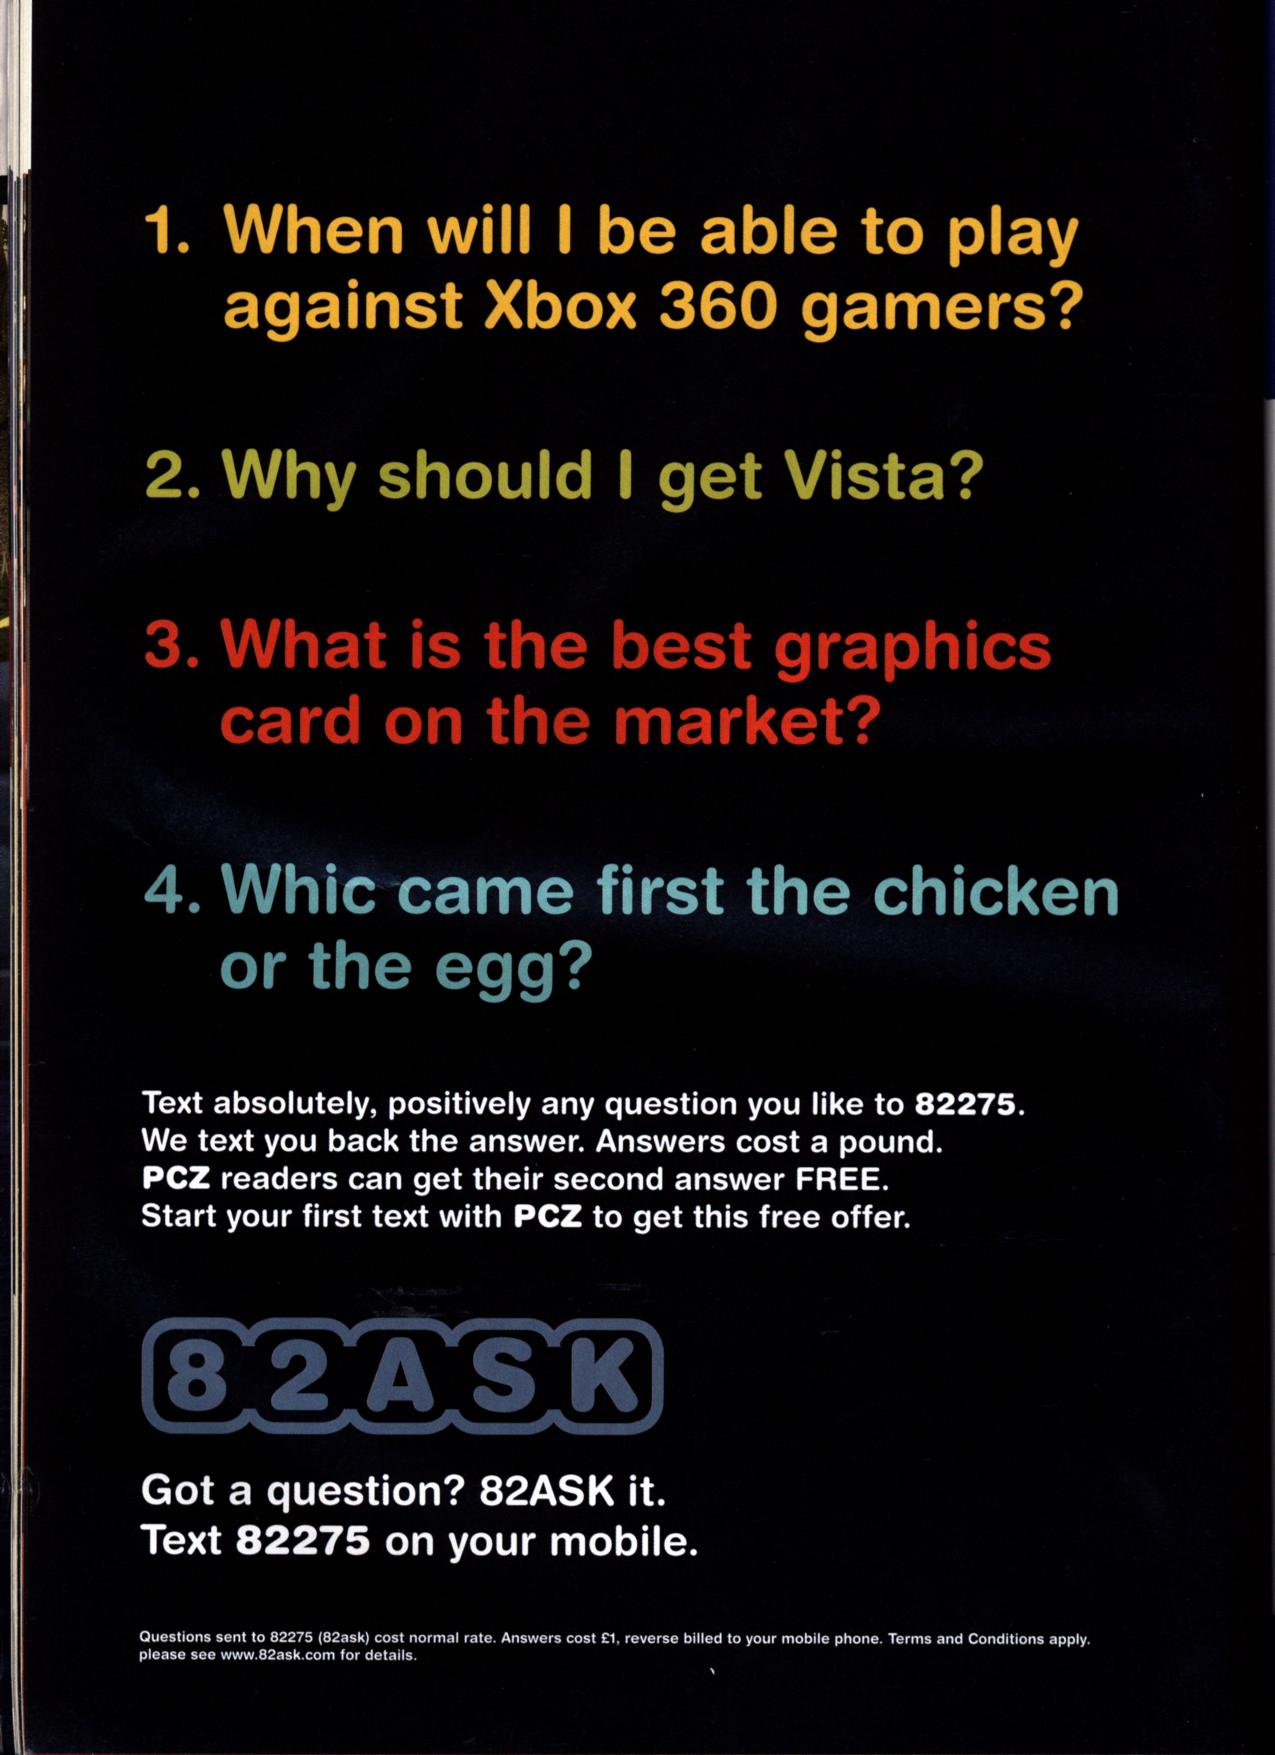 1. When will I be able to play
against Xbox 360 gamers?
2. Why should I get Vista?
3. What is the best graphics
card on the market?
4. Whic came first the chicken
or the egg?
Text absolutely, positively any question you like to 82275.
We text you back the answer. Answers cost a pound.
PCZ readers can get their second answer FREE.
Start your first text with PCZ to get this free offer.
82ASK
Got a question? 82ASK it.
Text 82275 on your mobile.
Questions sent to 82275 (82ask) cost normal rate. Answers cost £1, reverse billed to your mobile phone. Terms and Conditions apply.
please see www.82ask.com for details.